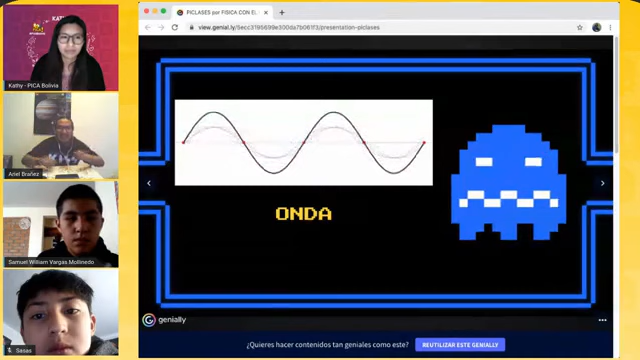 PICLASES por FISICA CON EL
view.genial.ly/5ecc3195699e300da7b061f3/presentation-piclases
Kathy - PICA Bolivia
Ariel Brañez
Samuel William Vargas Mollinedo
Sasas
ONDA
genially
¿Quieres hacer contenidos tan geniales como este?
REUTILIZAR ESTE GENIALLY